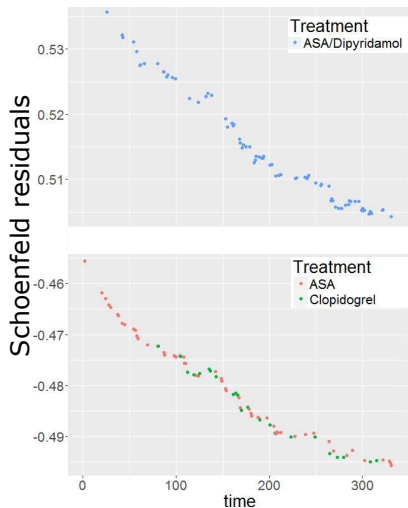 Schoenfeld residuals
Treatment
ASA/Dipyridamol
0.53
0.52
0.51
Treatment
ASA
Clopidogrel
-0.46
-0.47
-0.48
-0.49
0 100 200 300
time